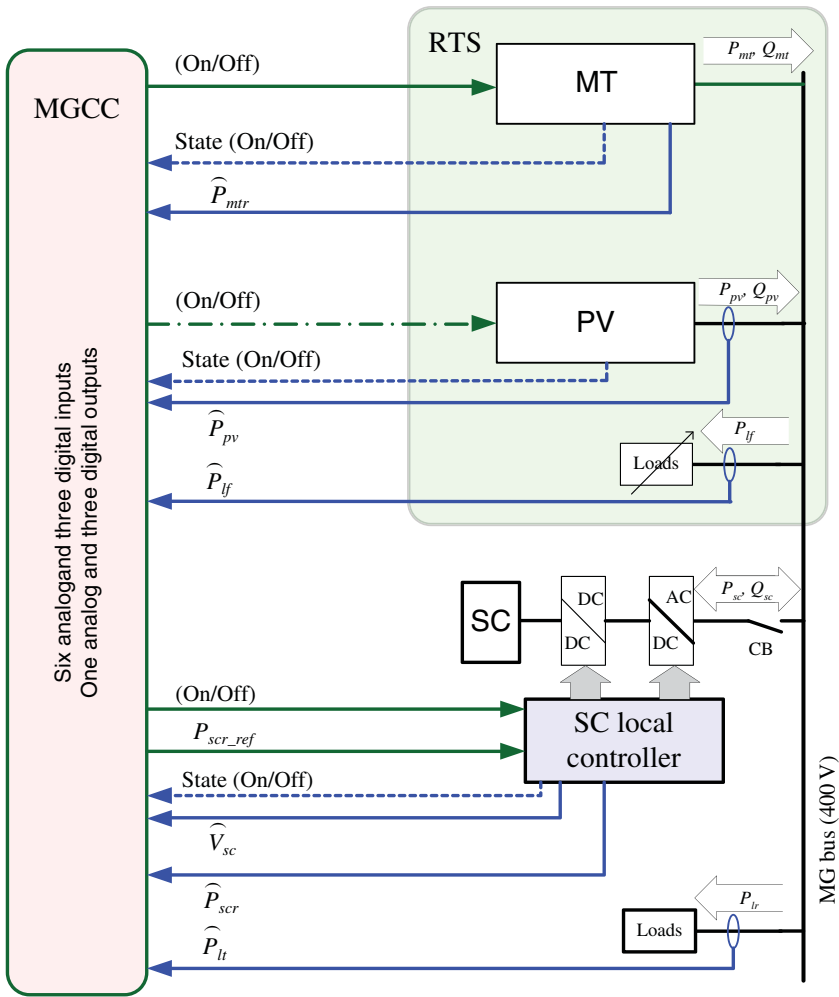 RTS
P_mt, Q_mt
(On/Off)
MT
MGCC
State (On/Off)
P̂_mtr
(On/Off)
P_pv, Q_pv
PV
State (On/Off)
P̂_pv
P_lf
Loads
P̂_lf
Six analogand three digital inputs
One analog and three digital outputs
SC
DC
DC
AC
DC
P_sc, Q_sc
CB
(On/Off)
P_scr_ref
SC local
controller
State (On/Off)
V̂_sc
P̂_scr
MG bus (400 V)
P_lr
Loads
P̂_lt